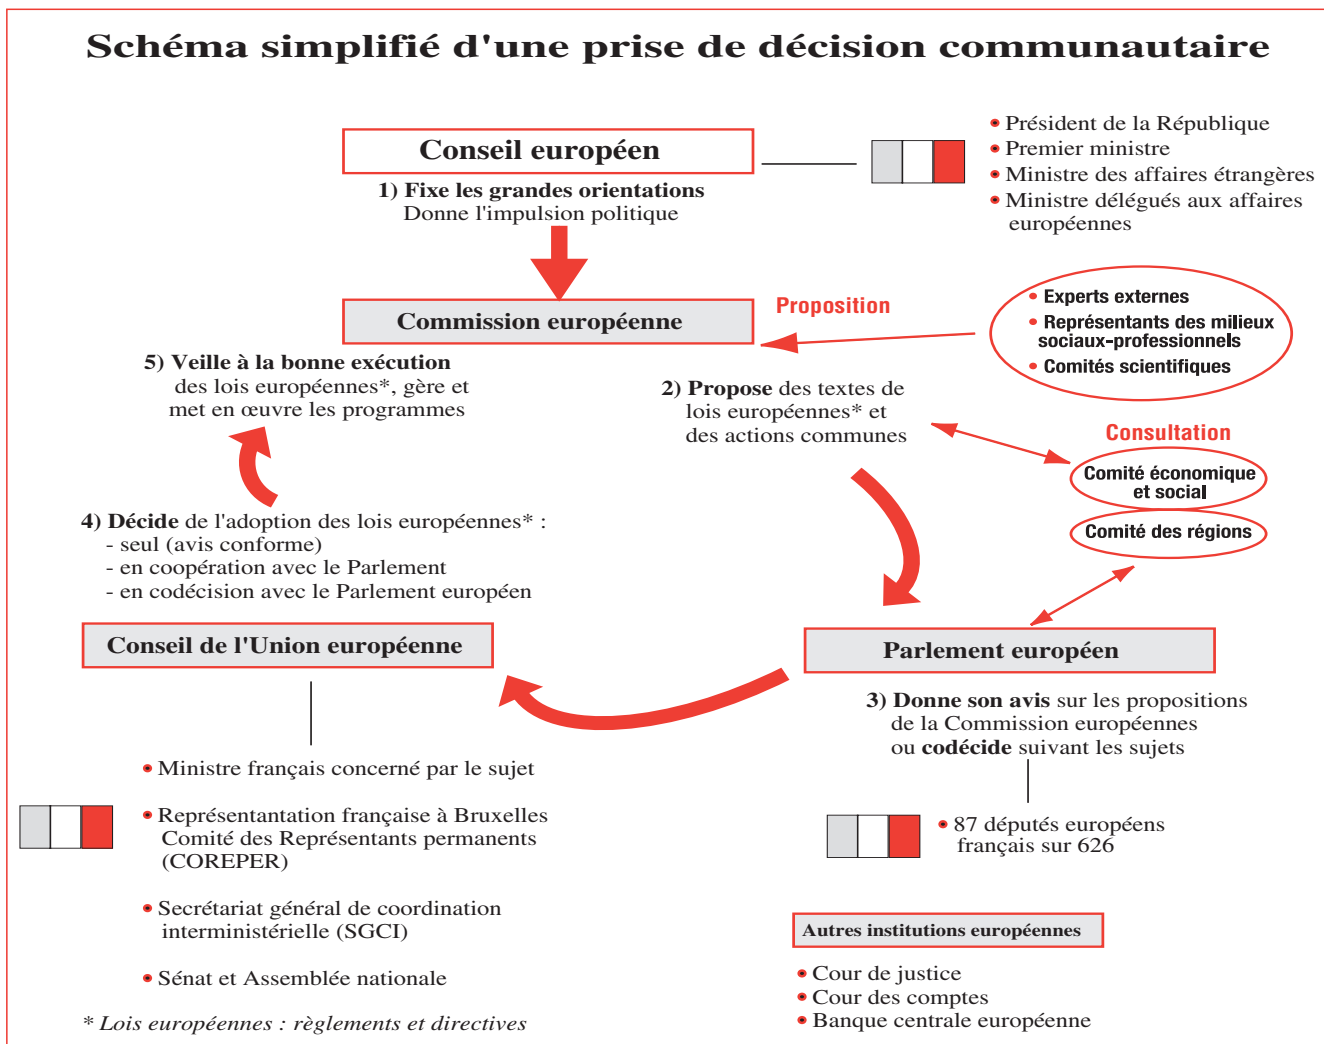 Schéma simplifié d'une prise de décision communautaire
Conseil européen
1) Fixe les grandes orientations
Donne l'impulsion politique
• Président de la République
• Premier ministre
• Ministre des affaires étrangères
• Ministre délégués aux affaires
européennes
Commission européenne
Proposition
• Experts externes
• Représentants des milieux
sociaux-professionnels
• Comités scientifiques
5) Veille à la bonne exécution
des lois européennes*, gère et
met en œuvre les programmes
2) Propose des textes de
lois européennes* et
des actions communes
Consultation
Comité économique
et social
Comité des régions
4) Décide de l'adoption des lois européennes* :
- seul (avis conforme)
- en coopération avec le Parlement
- en codécision avec le Parlement européen
Conseil de l'Union européenne
Parlement européen
3) Donne son avis sur les propositions
de la Commission européennes
ou codécide suivant les sujets
• Ministre français concerné par le sujet
• Représentantation française à Bruxelles
Comité des Représentants permanents
(COREPER)
• Secrétariat général de coordination
interministérielle (SGCI)
• Sénat et Assemblée nationale
• 87 députés européens
français sur 626
Autres institutions européennes
• Cour de justice
• Cour des comptes
• Banque centrale européenne
* Lois européennes : règlements et directives